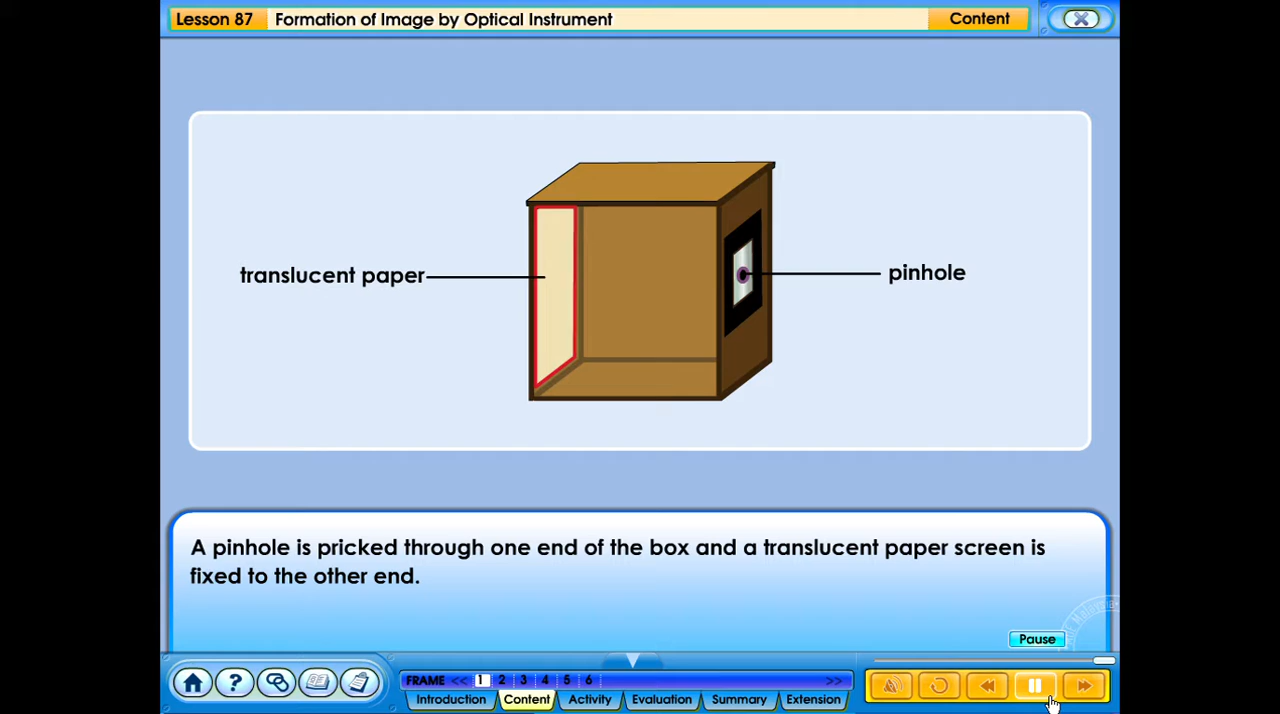 Lesson 87 Formation of Image by Optical Instrument Content
translucent paper
pinhole
A pinhole is pricked through one end of the box and a translucent paper screen is
fixed to the other end.
Pause
FRAME << 1 2 3 4 5 6 >>
Introduction Content Activity Evaluation Summary Extension